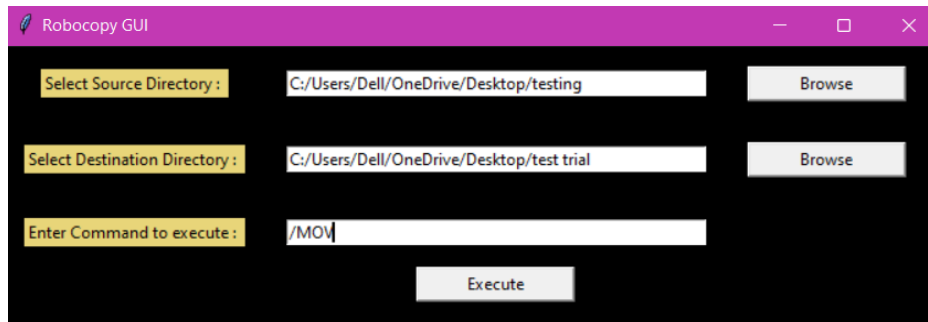 Robocopy GUI
Select Source Directory : C:/Users/Dell/OneDrive/Desktop/testing Browse
Select Destination Directory : C:/Users/Dell/OneDrive/Desktop/test trial Browse
Enter Command to execute : /MOV
Execute